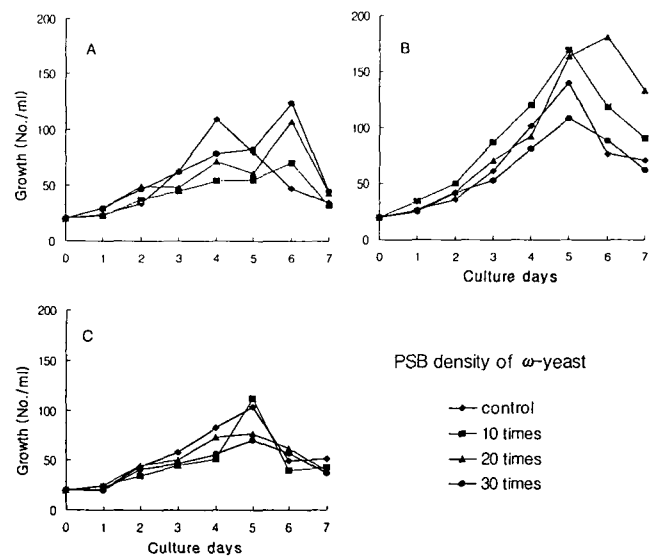 A
200
150
100
50
0
Growth (No./ml)
0 1 2 3 4 5 6 7
B
200
150
100
50
0
0 1 2 3 4 5 6 7
Culture days
C
200
150
100
50
0
Growth (No./ml)
0 1 2 3 4 5 6 7
Culture days
PSB density of ω-yeast
control
10 times
20 times
30 times